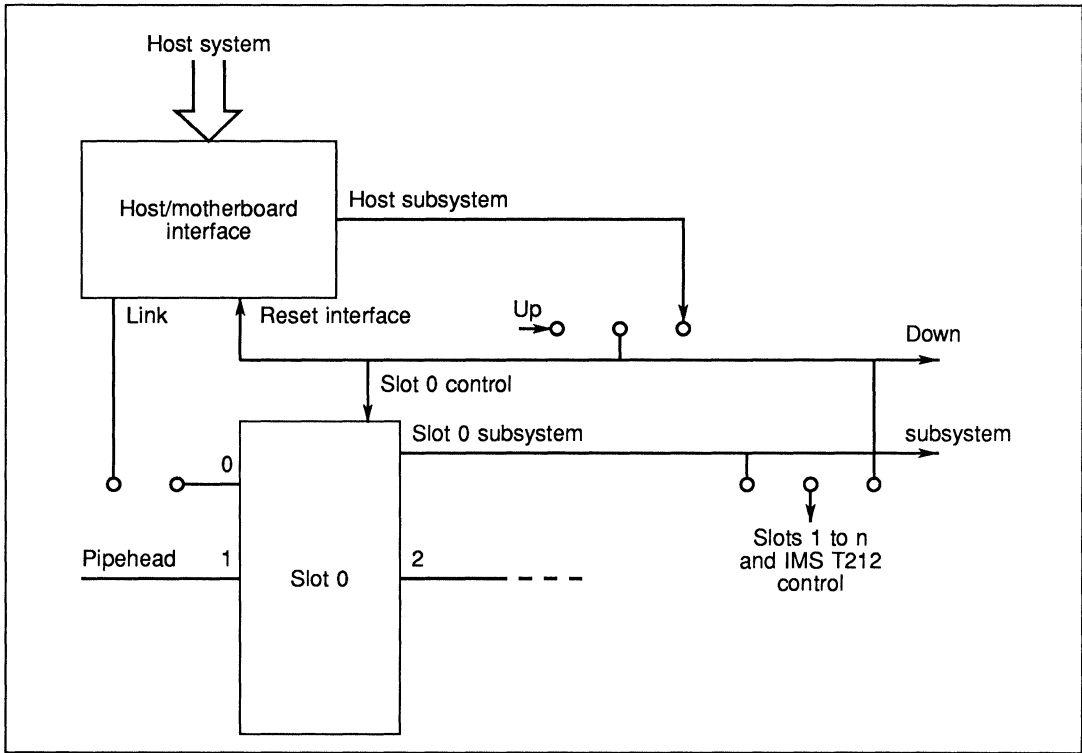 Host system
Host/motherboard
interface
Host subsystem
Link
Reset interface
Up
Down
Slot 0 control
Slot 0 subsystem
subsystem
0
Pipehead
1
2
Slot 0
Slots 1 to n
and IMS T212
control